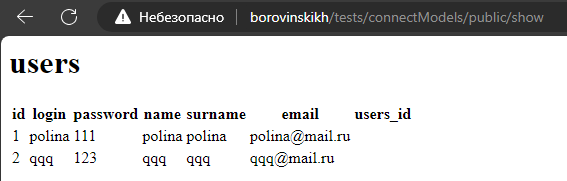 Небезопасно borovinskikh/tests/connectModels/public/show
users
id login password name surname email users_id
1 polina 111 polina polina polina@mail.ru
2 qqq 123 qqq qqq qqq@mail.ru